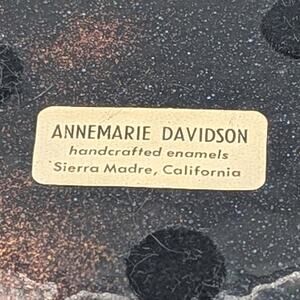 ANNEMARIE DAVIDSON
handcrafted enamels
Sierra Madre, California